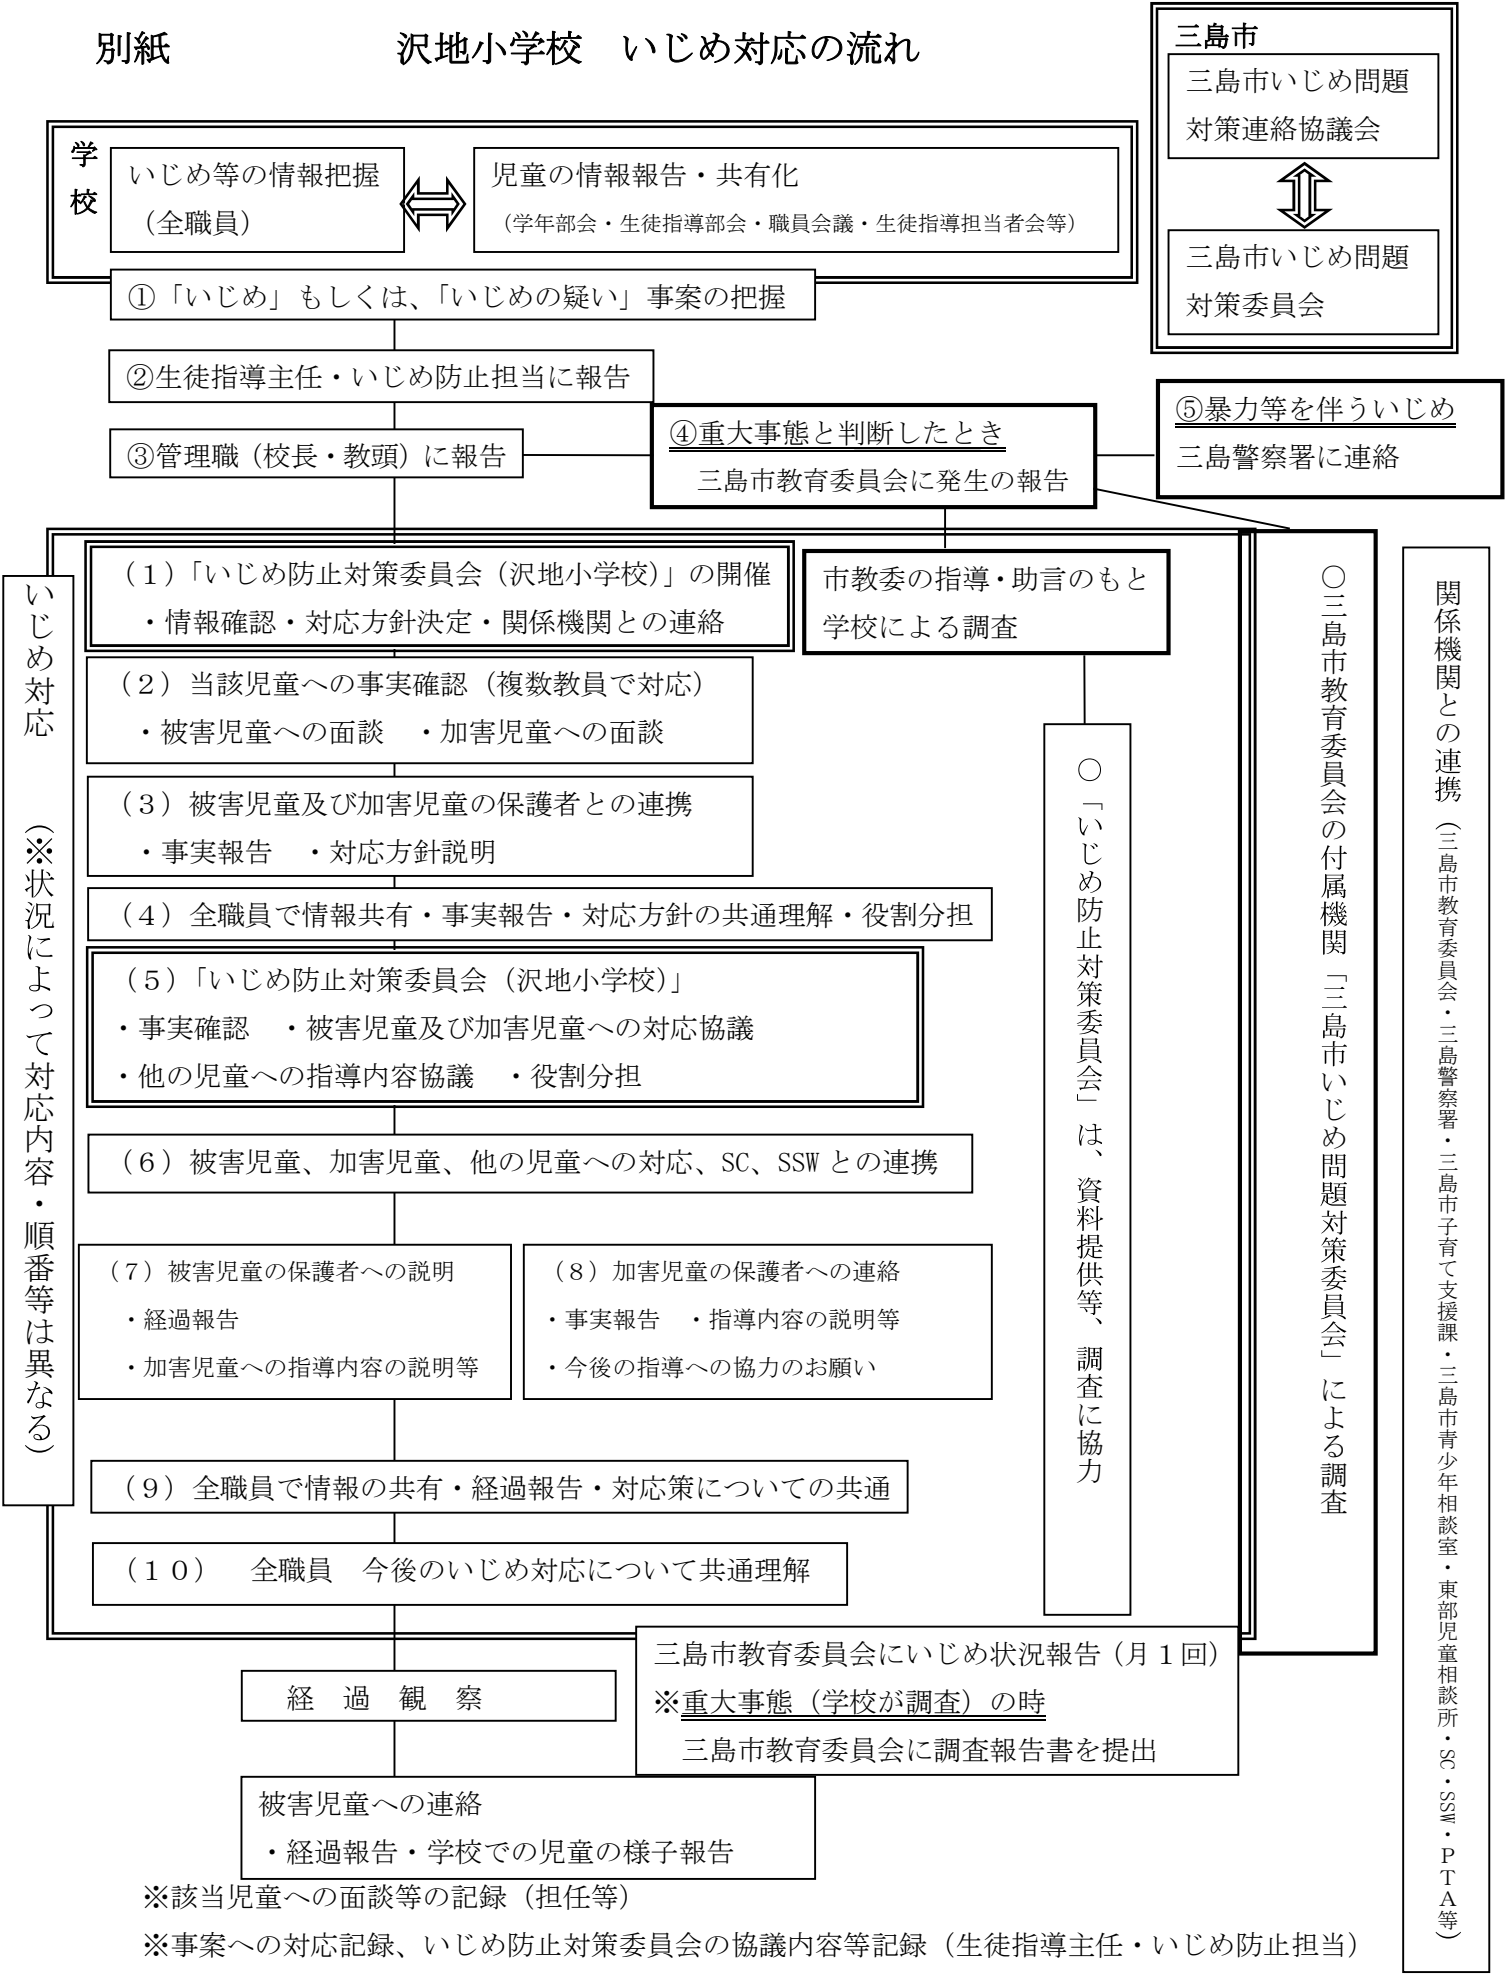 別紙　沢地小学校　いじめ対応の流れ
三島市
三島市いじめ問題
対策連絡協議会
三島市いじめ問題
対策委員会
学校
いじめ等の情報把握
（全職員）
児童の情報報告・共有化
（学年部会・生徒指導部会・職員会議・生徒指導担当者会等）
①「いじめ」もしくは、「いじめの疑い」事案の把握
②生徒指導主任・いじめ防止担当に報告
③管理職（校長・教頭）に報告
④重大事態と判断したとき
三島市教育委員会に発生の報告
⑤暴力等を伴ういじめ
三島警察署に連絡
いじめ対応　（※状況によって対応内容・順番等は異なる）
（１）「いじめ防止対策委員会（沢地小学校）」の開催
・情報確認・対応方針決定・関係機関との連絡
市教委の指導・助言のもと
学校による調査
（２）当該児童への事実確認（複数教員で対応）
・被害児童への面談　・加害児童への面談
（３）被害児童及び加害児童の保護者との連携
・事実報告　・対応方針説明
（４）全職員で情報共有・事実報告・対応方針の共通理解・役割分担
（５）「いじめ防止対策委員会（沢地小学校）」
・事実確認　・被害児童及び加害児童への対応協議
・他の児童への指導内容協議　・役割分担
（６）被害児童、加害児童、他の児童への対応、SC、SSWとの連携
（７）被害児童の保護者への説明
・経過報告
・加害児童への指導内容の説明等
（８）加害児童の保護者への連絡
・事実報告　・指導内容の説明等
・今後の指導への協力のお願い
（９）全職員で情報の共有・経過報告・対応策についての共通
（１０）　全職員　今後のいじめ対応について共通理解
〇「いじめ防止対策委員会」は、資料提供等、調査に協力
〇三島市教育委員会の付属機関「三島市いじめ問題対策委員会」による調査
関係機関との連携（三島市教育委員会・三島警察署・三島市子育て支援課・三島市青少年相談室・東部児童相談所・SC・SSW・ＰＴＡ等）
三島市教育委員会にいじめ状況報告（月１回）
※重大事態（学校が調査）の時
三島市教育委員会に調査報告書を提出
経　過　観　察
被害児童への連絡
・経過報告・学校での児童の様子報告
※該当児童への面談等の記録（担任等）
※事案への対応記録、いじめ防止対策委員会の協議内容等記録（生徒指導主任・いじめ防止担当）